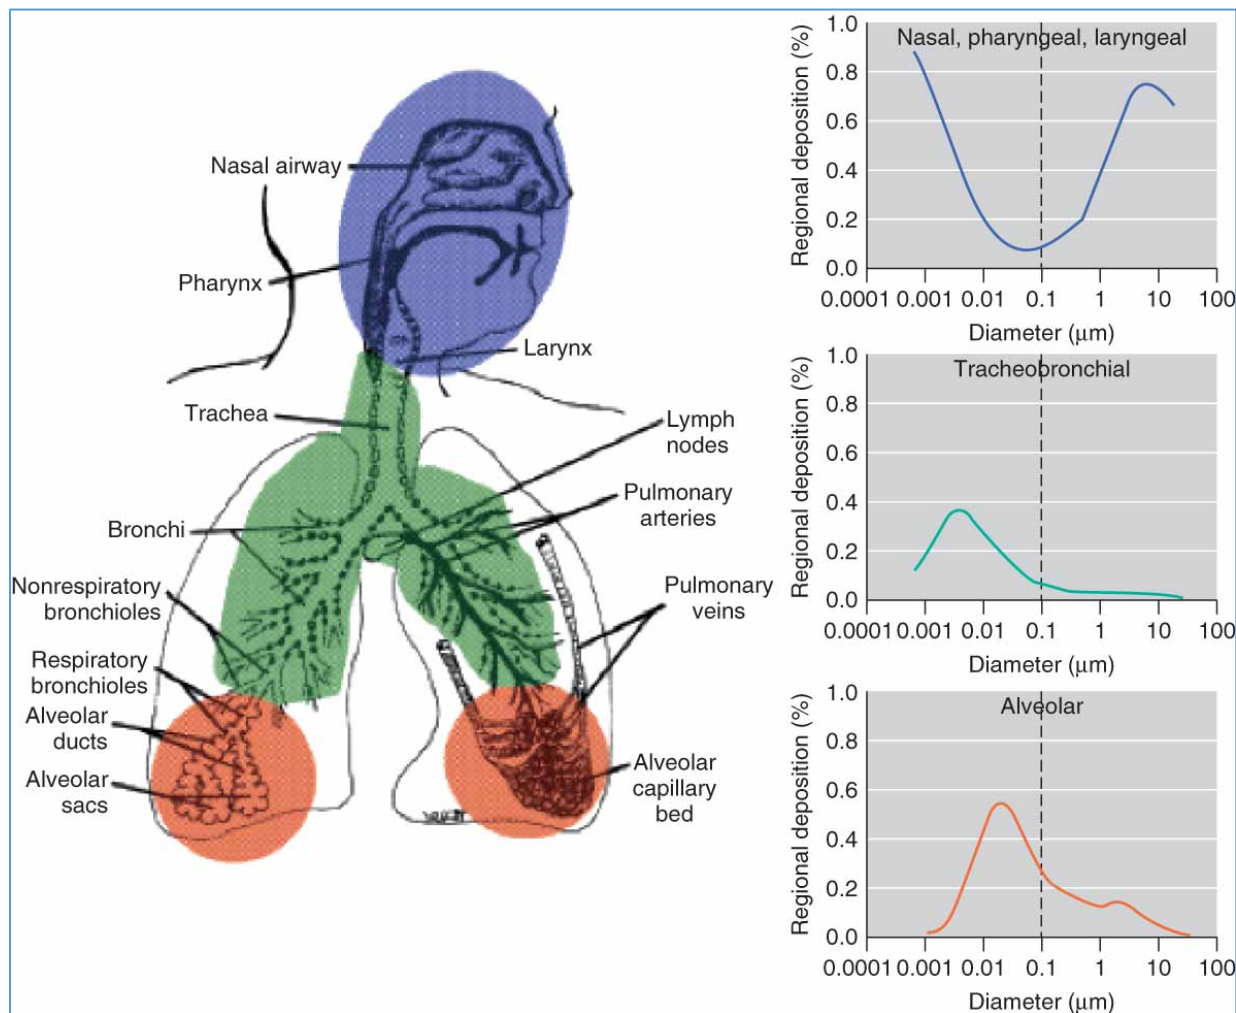 Nasal airway
Pharynx
Larynx
Trachea
Lymph
nodes
Pulmonary
arteries
Bronchi
Nonrespiratory
bronchioles
Pulmonary
veins
Respiratory
bronchioles
Alveolar
ducts
Alveolar
sacs
Alveolar
capillary
bed
Nasal, pharyngeal, laryngeal
Regional deposition (%)
1.0
0.8
0.6
0.4
0.2
0.0
0.0001 0.001 0.01 0.1 1 10 100
Diameter (μm)
Tracheobronchial
Regional deposition (%)
1.0
0.8
0.6
0.4
0.2
0.0
0.0001 0.001 0.01 0.1 1 10 100
Diameter (μm)
Alveolar
Regional deposition (%)
1.0
0.8
0.6
0.4
0.2
0.0
0.0001 0.001 0.01 0.1 1 10 100
Diameter (μm)